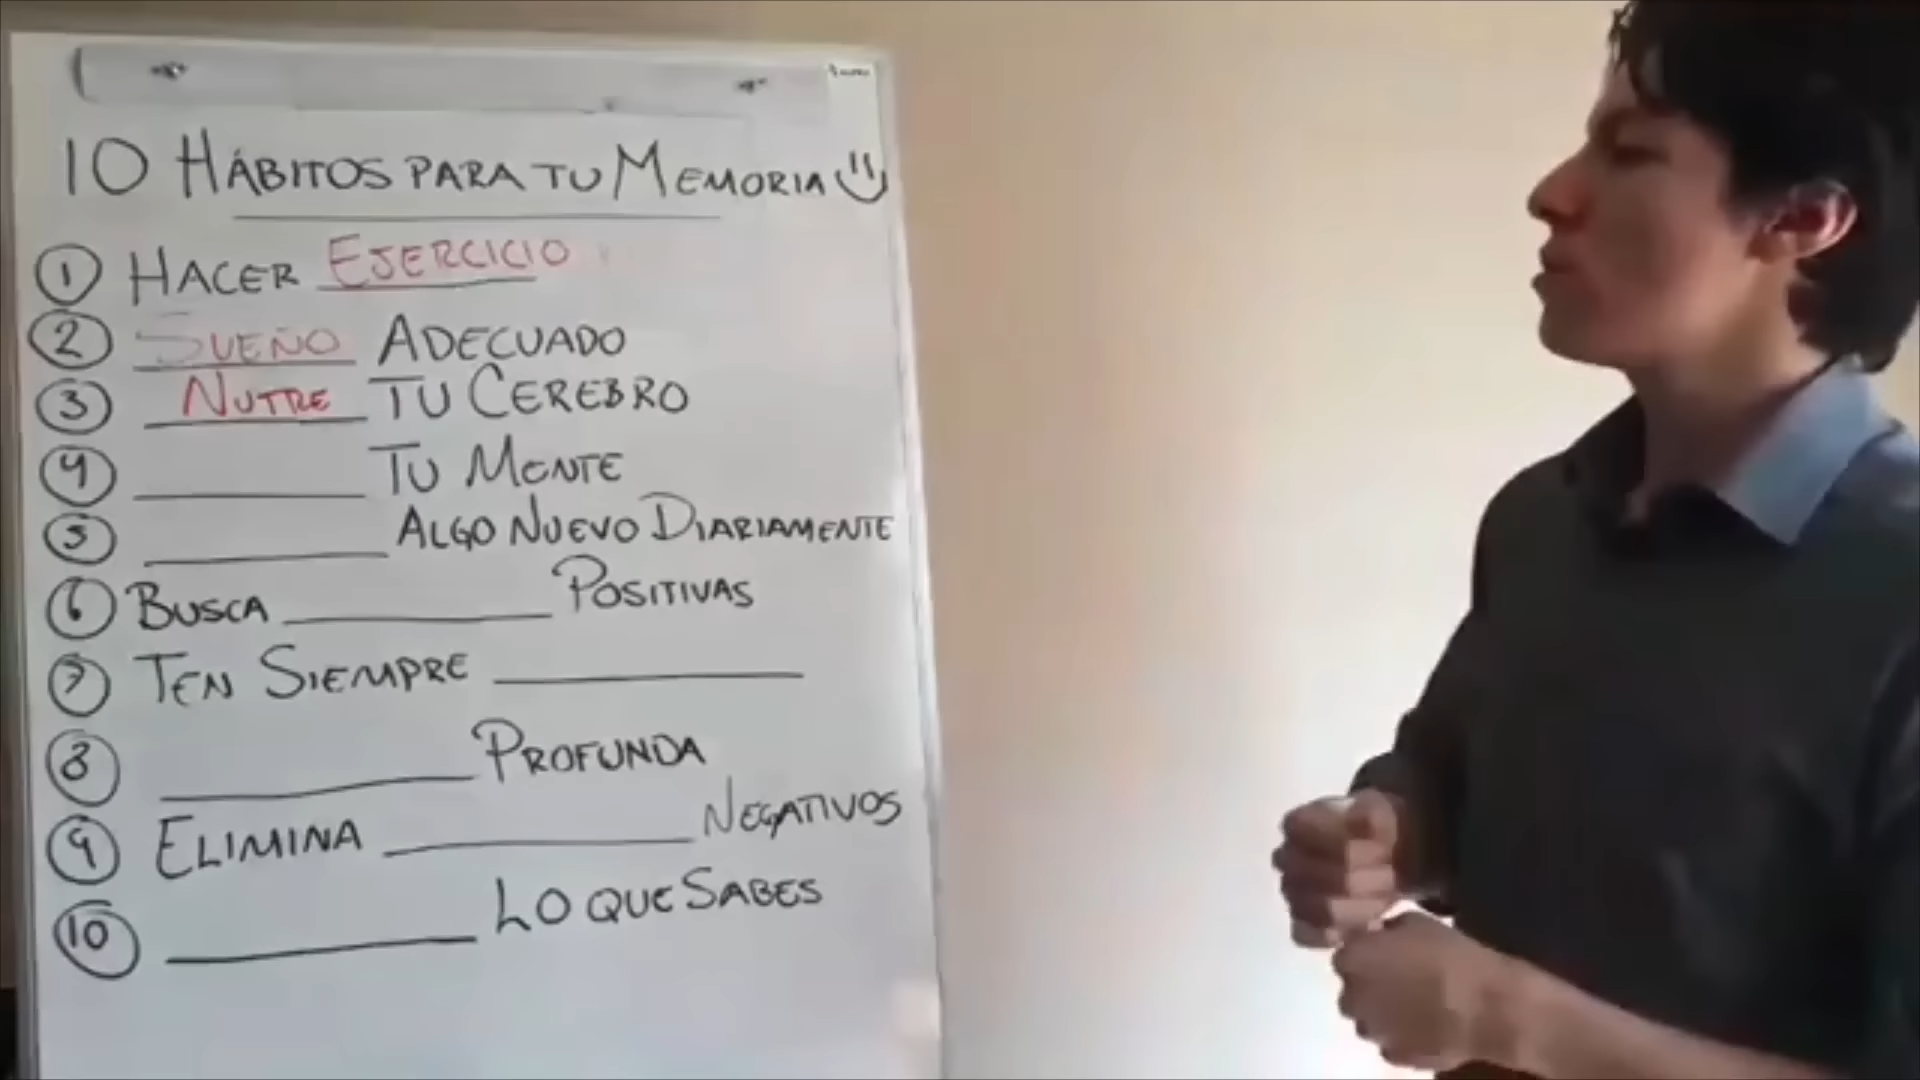 10 HÁBITOS PARA TU MEMORIA
1 HACER EJERCICIO
2 SUEÑO ADECUADO
3 NUTRE TU CEREBRO
4 TU MENTE
5 ALGO NUEVO DIARIAMENTE
6 BUSCA POSITIVAS
7 TEN SIEMPRE
8 PROFUNDA
9 ELIMINA NEGATIVOS
10 LO QUE SABES